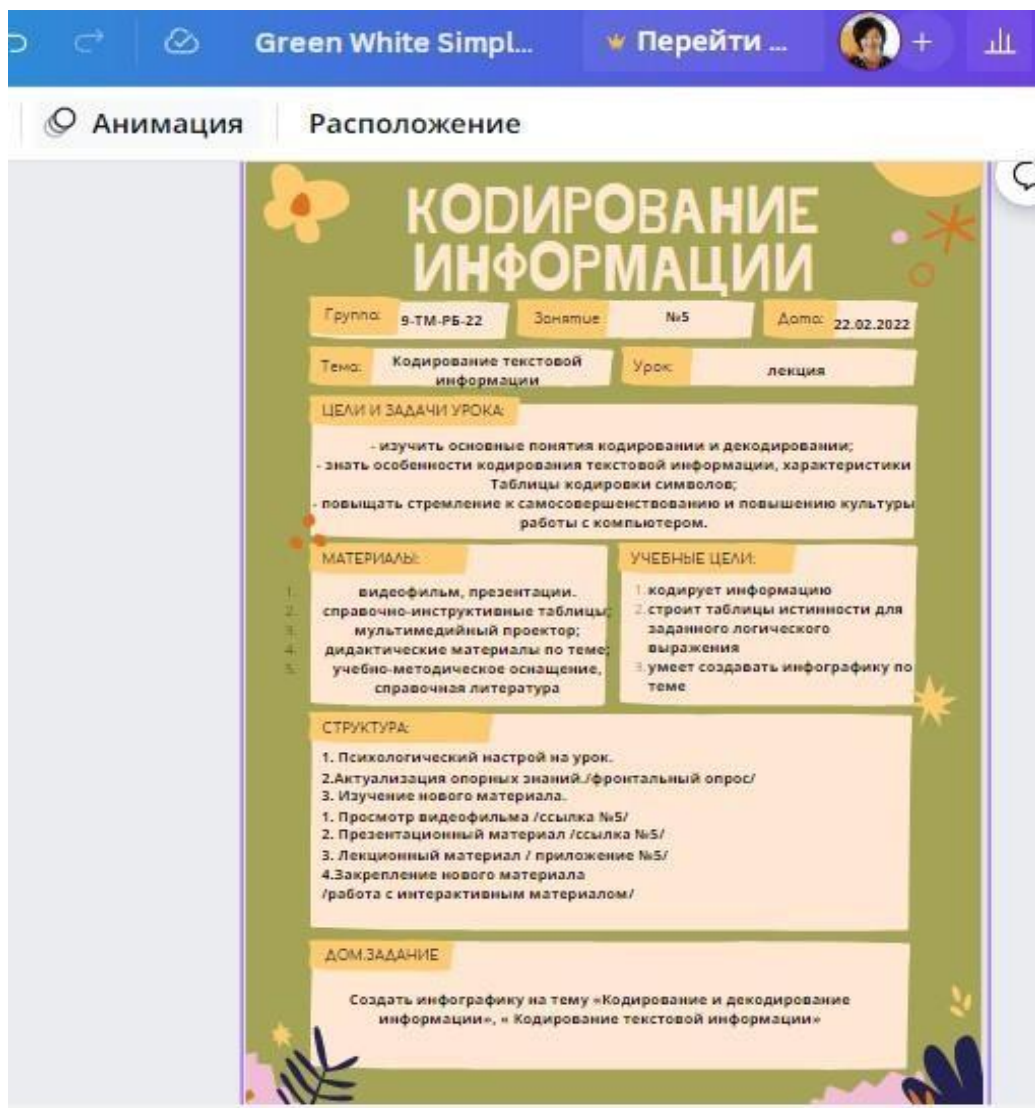 Green White Simpl...
Перейти ...
Анимация
Расположение
КОДИРОВАНИЕ
ИНФОРМАЦИИ
Группа: 9-ТМ-РБ-22 Занятие №5 Дата: 22.02.2022
Тема: Кодирование текстовой
информации
Урок: лекция
ЦЕЛИ И ЗАДАЧИ УРОКА:
- изучить основные понятия кодировании и декодировании;
- знать особенности кодирования текстовой информации, характеристики
Таблицы кодировки символов;
- повыщать стремление к самосовершенствованию и повышению культуры
работы с компьютером.
МАТЕРИАЛЫ:
1. видеофильм, презентации.
2. справочно-инструктивные таблицы;
3. мультимедийный проектор;
4. дидактические материалы по теме;
5. учебно-методическое оснащение,
справочная литература
УЧЕБНЫЕ ЦЕЛИ:
1. кодирует информацию
2. строит таблицы истинности для
заданного логического
выражения
3. умеет создавать инфографику по
теме
СТРУКТУРА:
1. Психологический настрой на урок.
2.Актуализация опорных знаний./фронтальный опрос/
3. Изучение нового материала.
1. Просмотр видеофильма /ссылка №5/
2. Презентационный материал /ссылка №5/
3. Лекционный материал / приложение №5/
4.Закрепление нового материала
/работа с интерактивным материалом/
ДОМ.ЗАДАНИЕ
Создать инфографику на тему «Кодирование и декодирование
информации», « Кодирование текстовой информации»